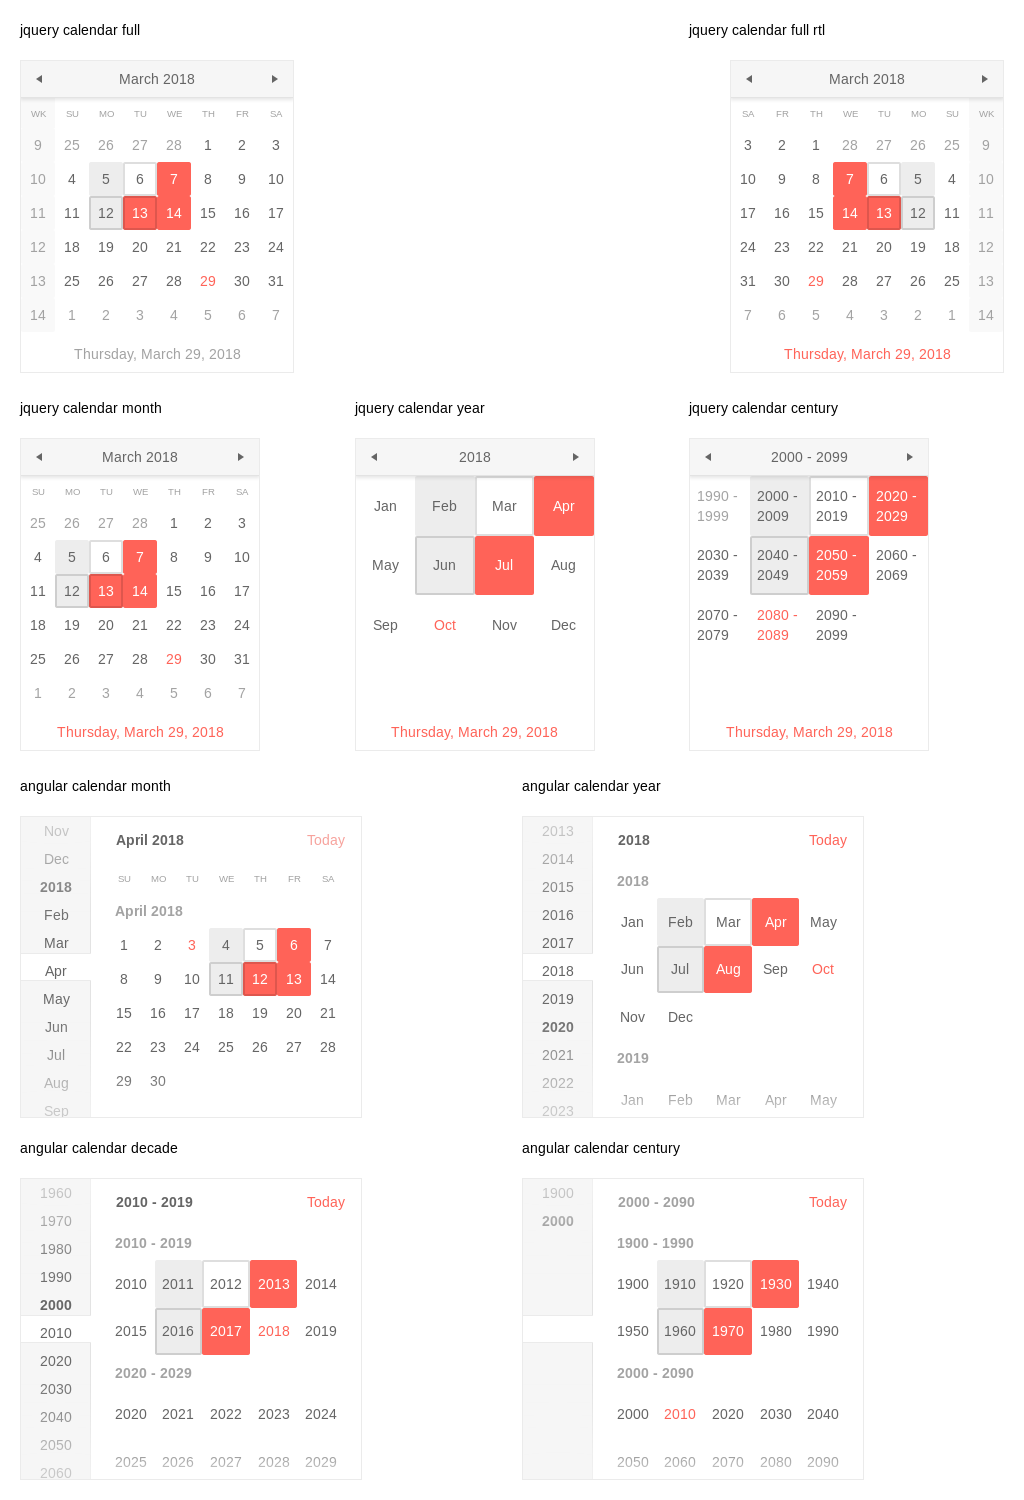 jquery calendar full
March 2018
WK SU MO TU WE TH FR SA
9 25 26 27 28 1 2 3
10 4 5 6 7 8 9 10
11 11 12 13 14 15 16 17
12 18 19 20 21 22 23 24
13 25 26 27 28 29 30 31
14 1 2 3 4 5 6 7
Thursday, March 29, 2018
jquery calendar full rtl
March 2018
SA FR TH WE TU MO SU WK
3 2 1 28 27 26 25 9
10 9 8 7 6 5 4 10
17 16 15 14 13 12 11 11
24 23 22 21 20 19 18 12
31 30 29 28 27 26 25 13
7 6 5 4 3 2 1 14
Thursday, March 29, 2018
jquery calendar month
March 2018
SU MO TU WE TH FR SA
25 26 27 28 1 2 3
4 5 6 7 8 9 10
11 12 13 14 15 16 17
18 19 20 21 22 23 24
25 26 27 28 29 30 31
1 2 3 4 5 6 7
Thursday, March 29, 2018
jquery calendar year
2018
Jan Feb Mar Apr
May Jun Jul Aug
Sep Oct Nov Dec
Thursday, March 29, 2018
jquery calendar century
2000 - 2099
1990 - 2000 - 2010 - 2020 -
1999 2009 2019 2029
2030 - 2040 - 2050 - 2060 -
2039 2049 2059 2069
2070 - 2080 - 2090 -
2079 2089 2099
Thursday, March 29, 2018
angular calendar month
Nov
Dec
2018
Feb
Mar
Apr
May
Jun
Jul
Aug
Sep
April 2018 Today
SU MO TU WE TH FR SA
April 2018
1 2 3 4 5 6 7
8 9 10 11 12 13 14
15 16 17 18 19 20 21
22 23 24 25 26 27 28
29 30
angular calendar year
2013
2014
2015
2016
2017
2018
2019
2020
2021
2022
2023
2018 Today
2018
Jan Feb Mar Apr May
Jun Jul Aug Sep Oct
Nov Dec
2019
Jan Feb Mar Apr May
angular calendar decade
1960
1970
1980
1990
2000
2010
2020
2030
2040
2050
2060
2010 - 2019 Today
2010 - 2019
2010 2011 2012 2013 2014
2015 2016 2017 2018 2019
2020 - 2029
2020 2021 2022 2023 2024
2025 2026 2027 2028 2029
angular calendar century
1900
2000
2000 - 2090 Today
1900 - 1990
1900 1910 1920 1930 1940
1950 1960 1970 1980 1990
2000 - 2090
2000 2010 2020 2030 2040
2050 2060 2070 2080 2090